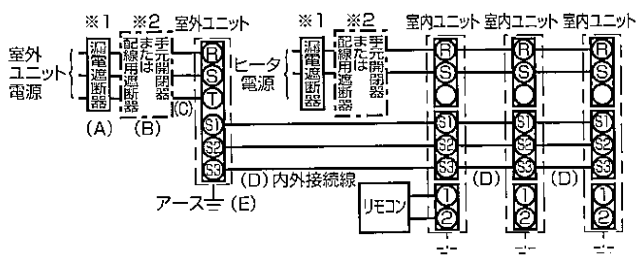 ※1 ※2 室外ユニット
室外
ユニット
電源
漏電遮断器
手元開閉器
または
配線用遮断器
(A) (B) (C)
R
S
T
S1
S2
S3
アース (E)
(D) 内外接続線
※1 ※2 室内ユニット 室内ユニット 室内ユニット
ヒータ
電源
漏電遮断器
手元開閉器
または
配線用遮断器
R R R
S S S
S1 S1 S1
S2 S2 S2
S3 S3 S3
(D) (D)
リモコン
1 1 1
2 2 2